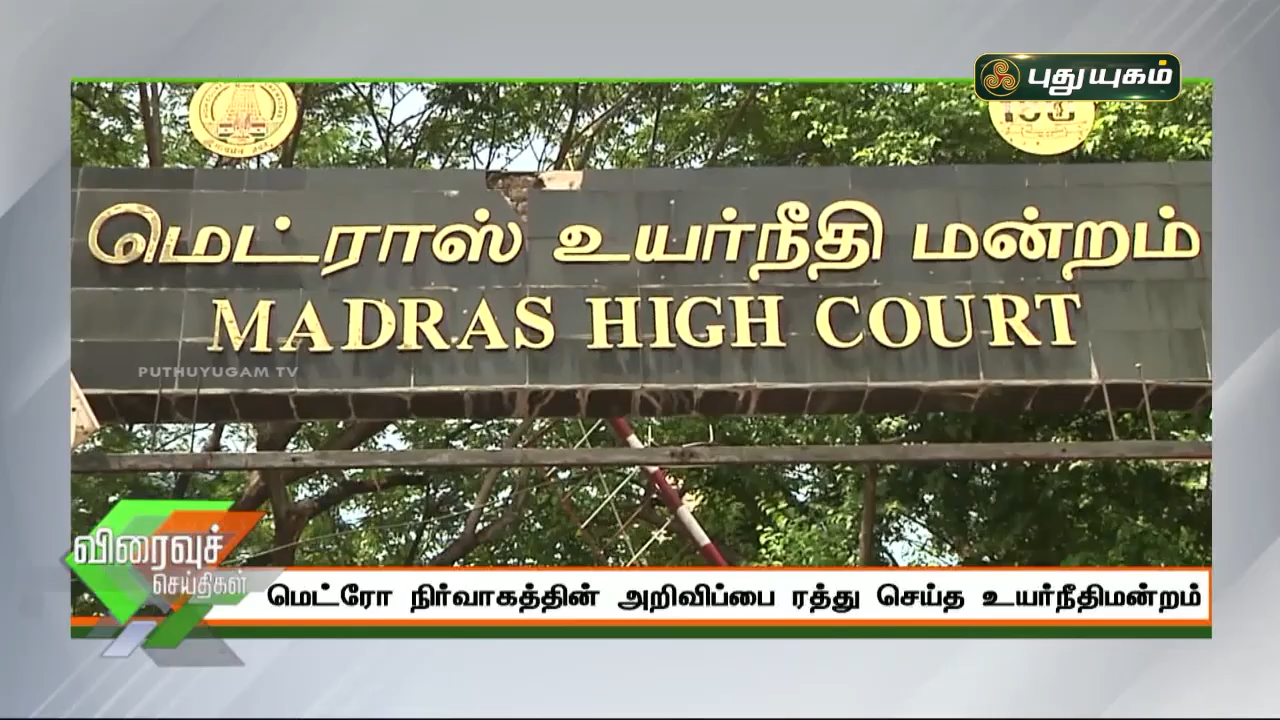 புதுயுகம்
மெட்ராஸ் உயர்நீதி மன்றம்
MADRAS HIGH COURT
PUTHUYUGAM TV
விரைவுச்
செய்திகள்
மெட்ரோ நிர்வாகத்தின் அறிவிப்பை ரத்து செய்த உயர்நீதிமன்றம்